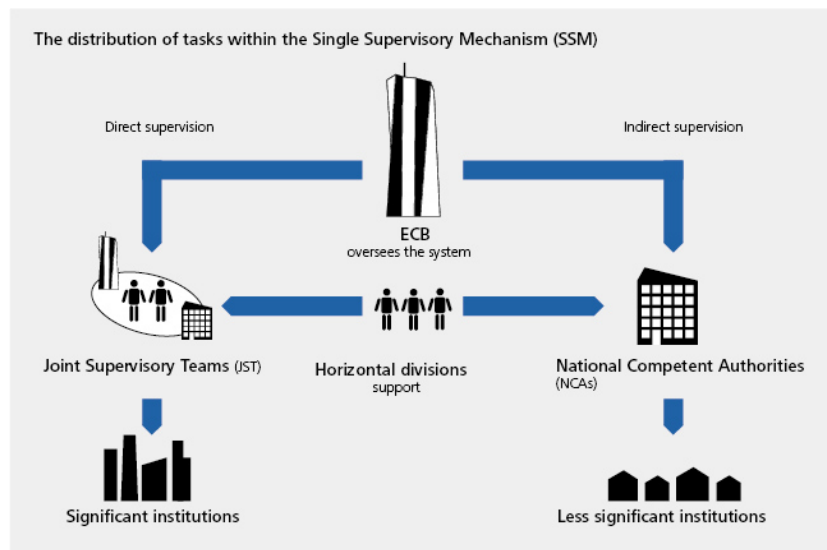 The distribution of tasks within the Single Supervisory Mechanism (SSM)
Direct supervision
Indirect supervision
ECB
oversees the system
Joint Supervisory Teams (JST)
Horizontal divisions
support
National Competent Authorities
(NCAs)
Significant institutions
Less significant institutions